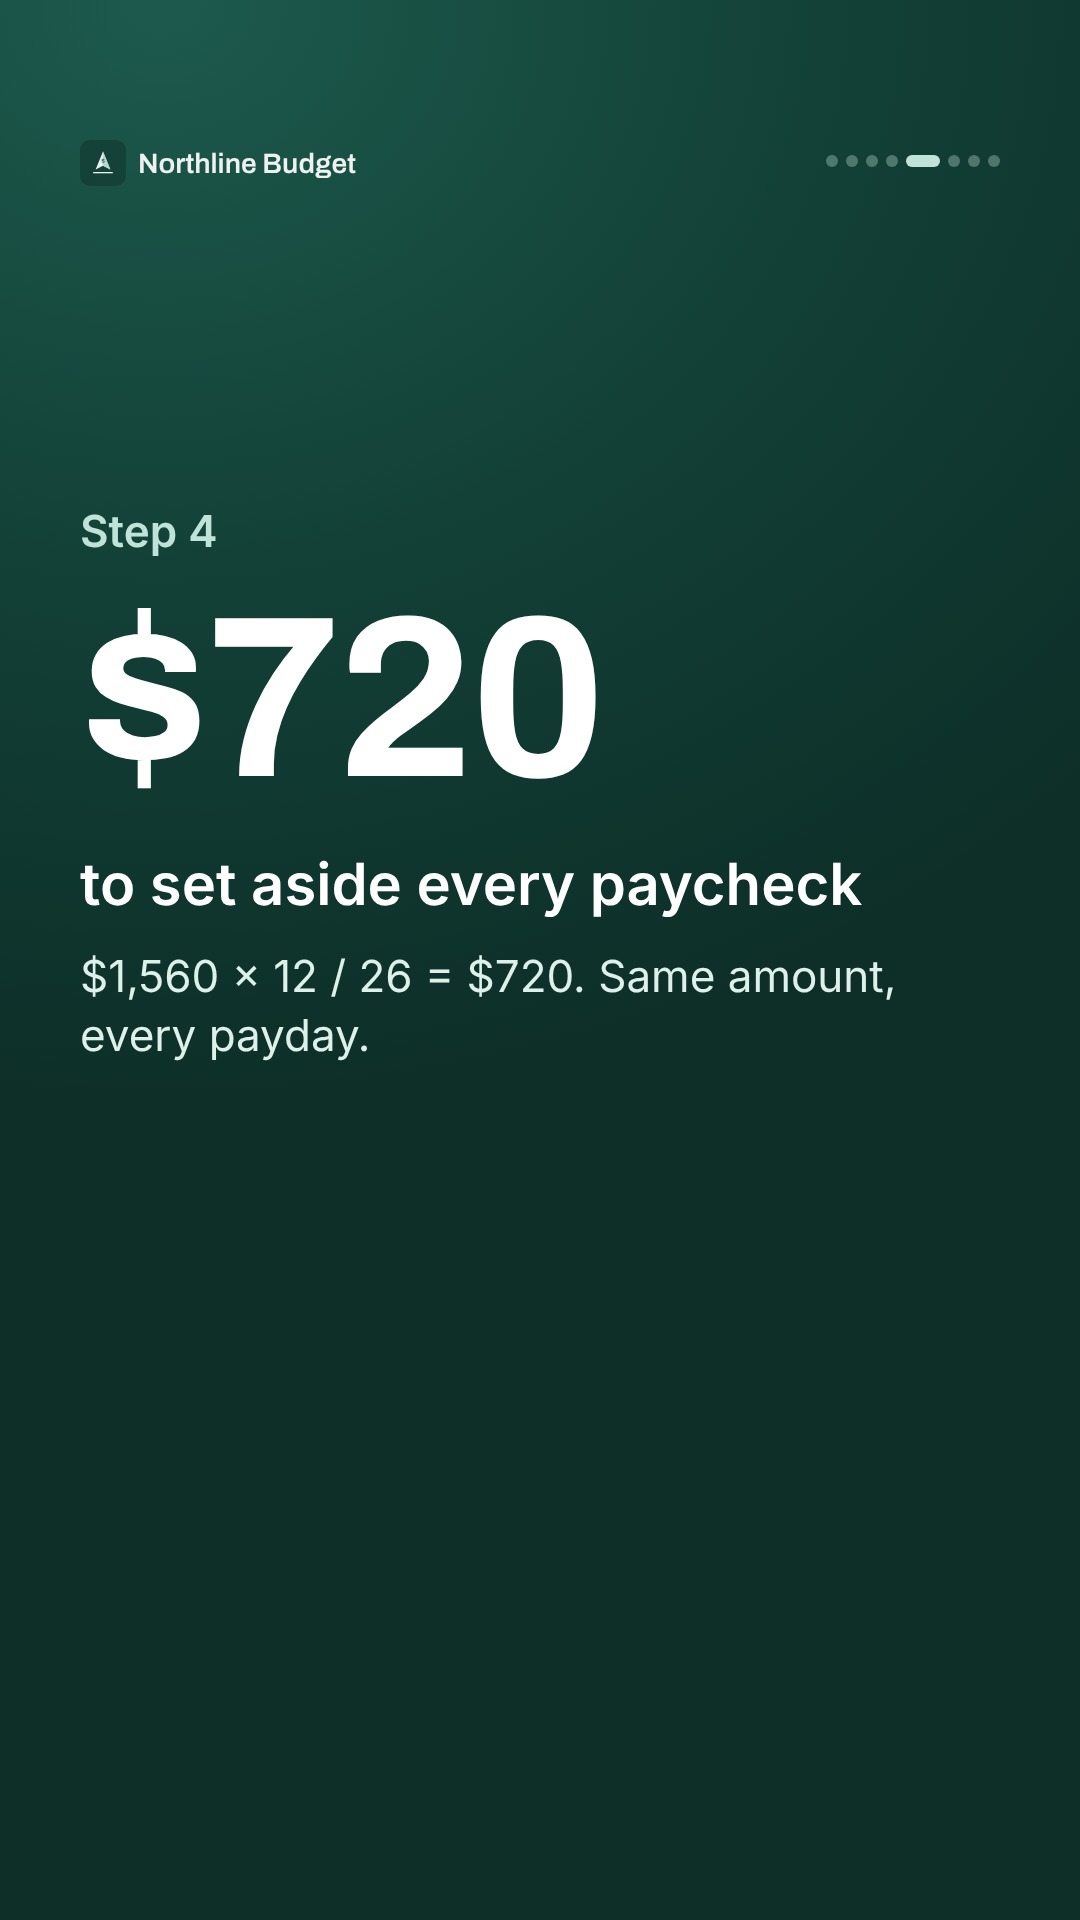 Northline Budget
Step 4
$720
to set aside every paycheck
$1,560 × 12 / 26 = $720. Same amount,
every payday.